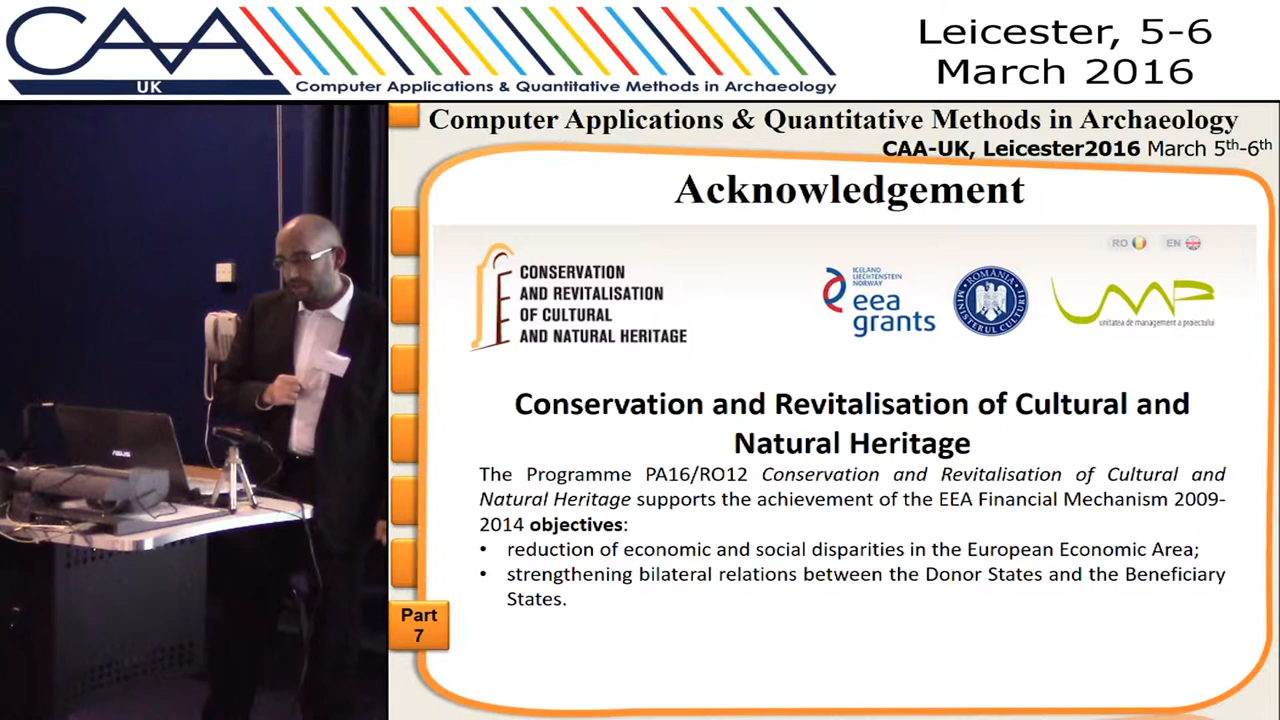 CAA
UK
Computer Applications & Quantitative Methods in Archaeology
Leicester, 5-6
March 2016
Computer Applications & Quantitative Methods in Archaeology
CAA-UK, Leicester2016 March 5th-6th
Acknowledgement
RO EN
CONSERVATION
AND REVITALISATION
OF CULTURAL
AND NATURAL HERITAGE
ICELAND
LIECHTENSTEIN
NORWAY
eea
grants
ROMÂNIA
MINISTERUL CULTURII
UMP
unitatea de management a proiectului
Conservation and Revitalisation of Cultural and
Natural Heritage
The Programme PA16/RO12 Conservation and Revitalisation of Cultural and
Natural Heritage supports the achievement of the EEA Financial Mechanism 2009-
2014 objectives:
• reduction of economic and social disparities in the European Economic Area;
• strengthening bilateral relations between the Donor States and the Beneficiary
States.
Part
7
ASUS